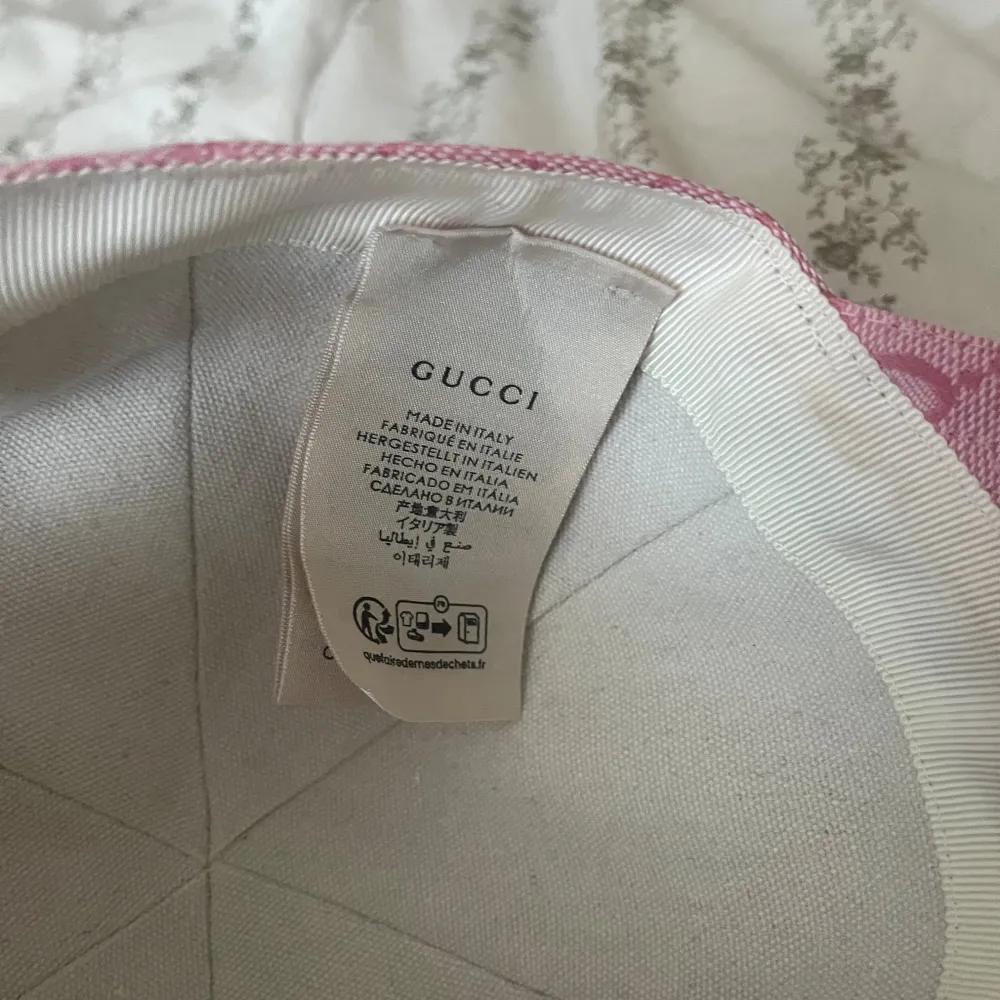 GUCCI
MADE IN ITALY
FABRIQUÉ EN ITALIE
HERGESTELLT IN ITALIEN
HECHO EN ITALIA
FABRICADO EM ITÁLIA
СДЕЛАНО В ИТАЛИИ
产地意大利
イタリア製
صنع في إيطاليا
이태리제
FR
quefairedemesdechets.fr